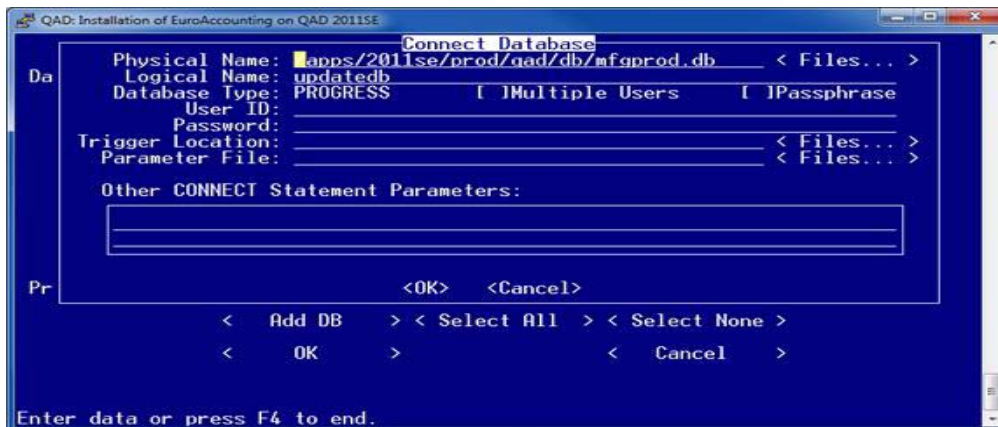 QAD: Installation of EuroAccounting on QAD 2011SE
Connect Database
Physical Name: apps/2011se/prod/qad/db/mfgprod.db < Files... >
Da
Logical Name: updatedb
Database Type: PROGRESS [ ]Multiple Users [ ]Passphrase
User ID:
Password:
Trigger Location: < Files... >
Parameter File: < Files... >
Other CONNECT Statement Parameters:
Pr
<OK> <Cancel>
< Add DB > < Select All > < Select None >
< OK > < Cancel >
Enter data or press F4 to end.